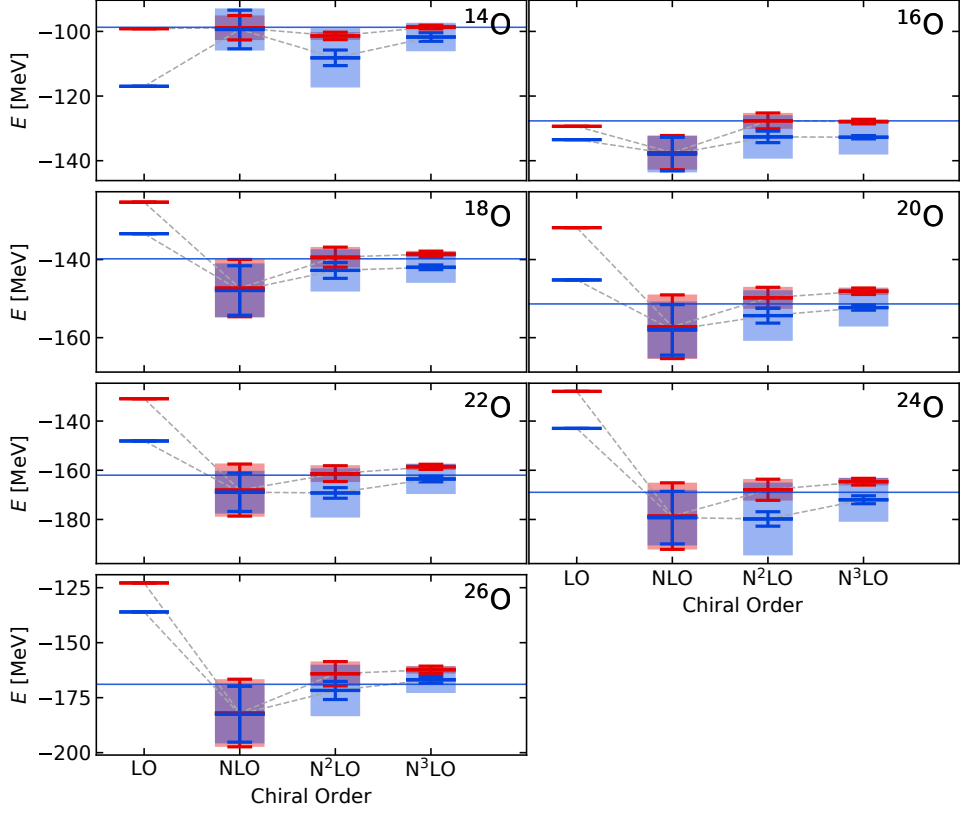 ¹⁴O
¹⁶O
E [MeV]
−100
−120
−140
¹⁸O
²⁰O
E [MeV]
−140
−160
²²O
²⁴O
E [MeV]
−140
−160
−180
LO NLO N²LO N³LO
Chiral Order
²⁶O
E [MeV]
−125
−150
−175
−200
LO NLO N²LO N³LO
Chiral Order